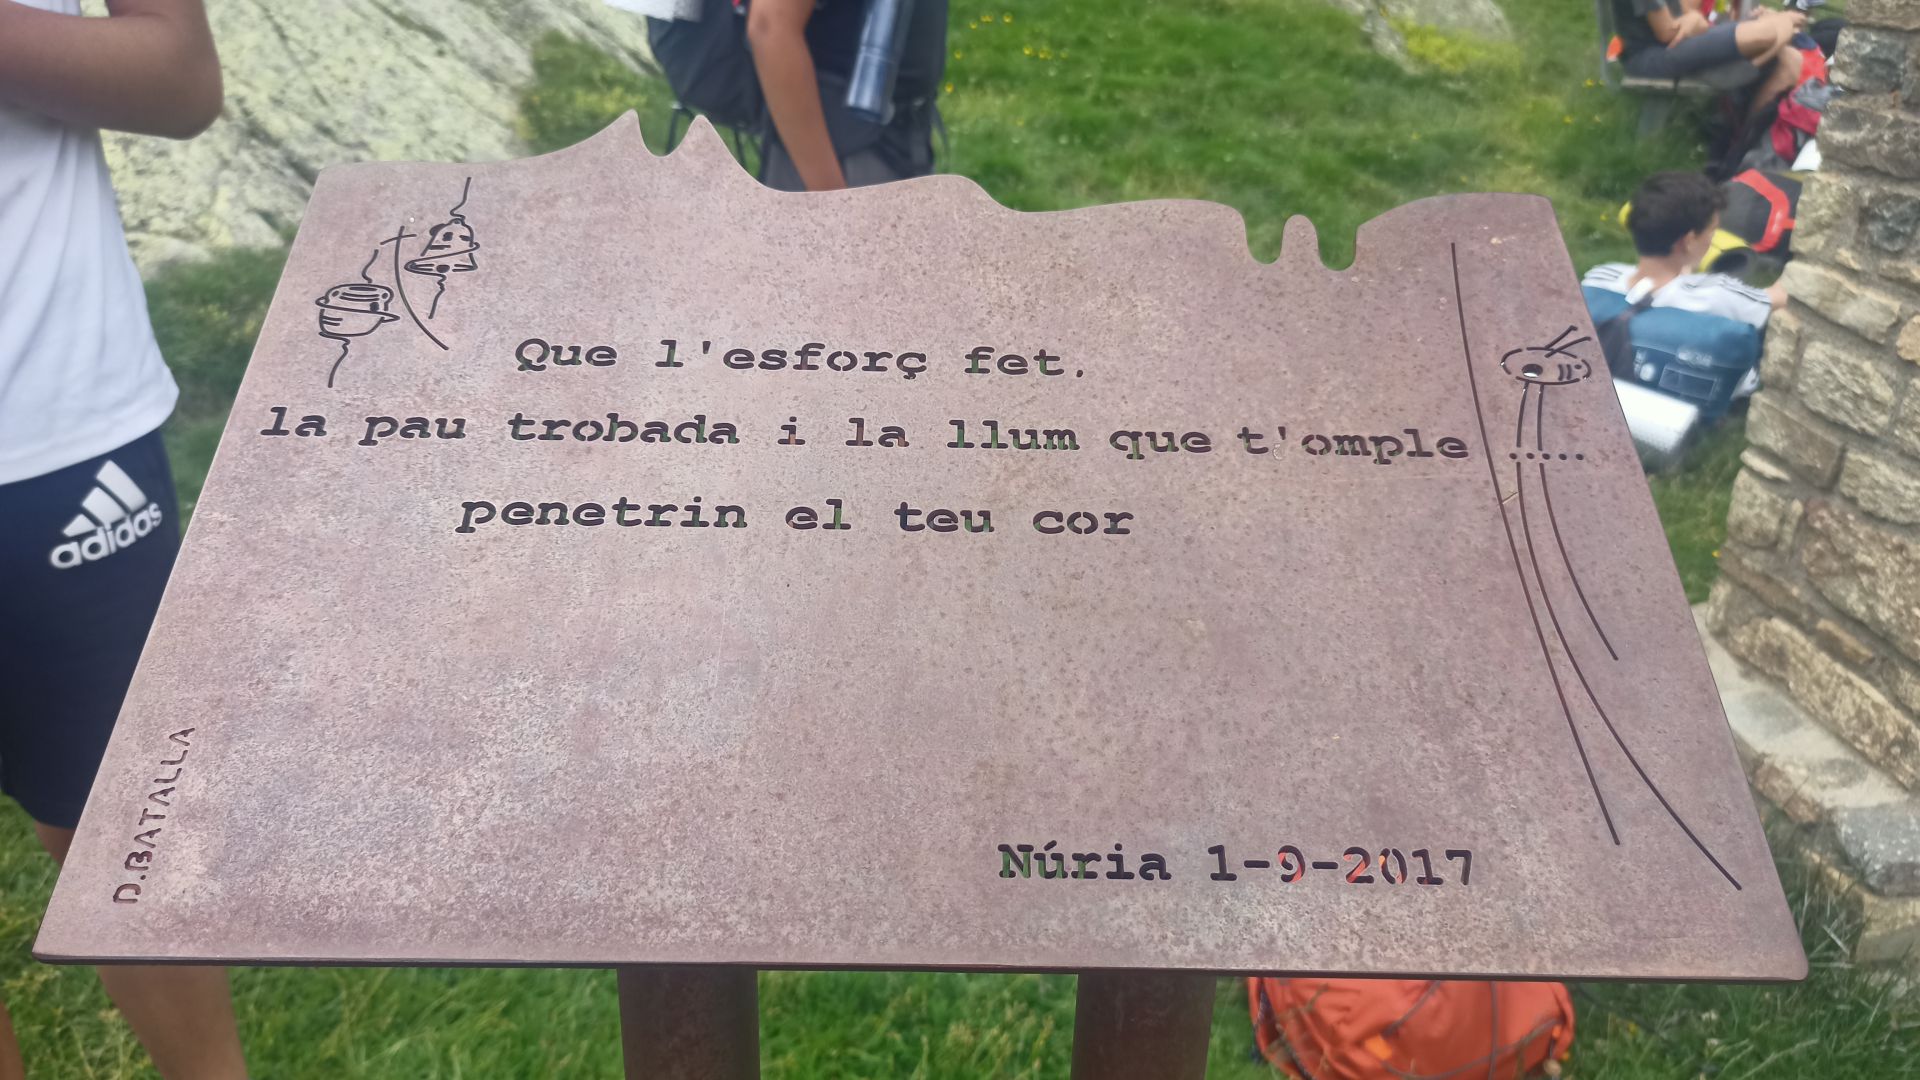 Que l'esforç fet,
la pau trobada i la llum que t'omple .....
penetrin el teu cor
Núria 1-9-2017
D.BATALLA
adidas